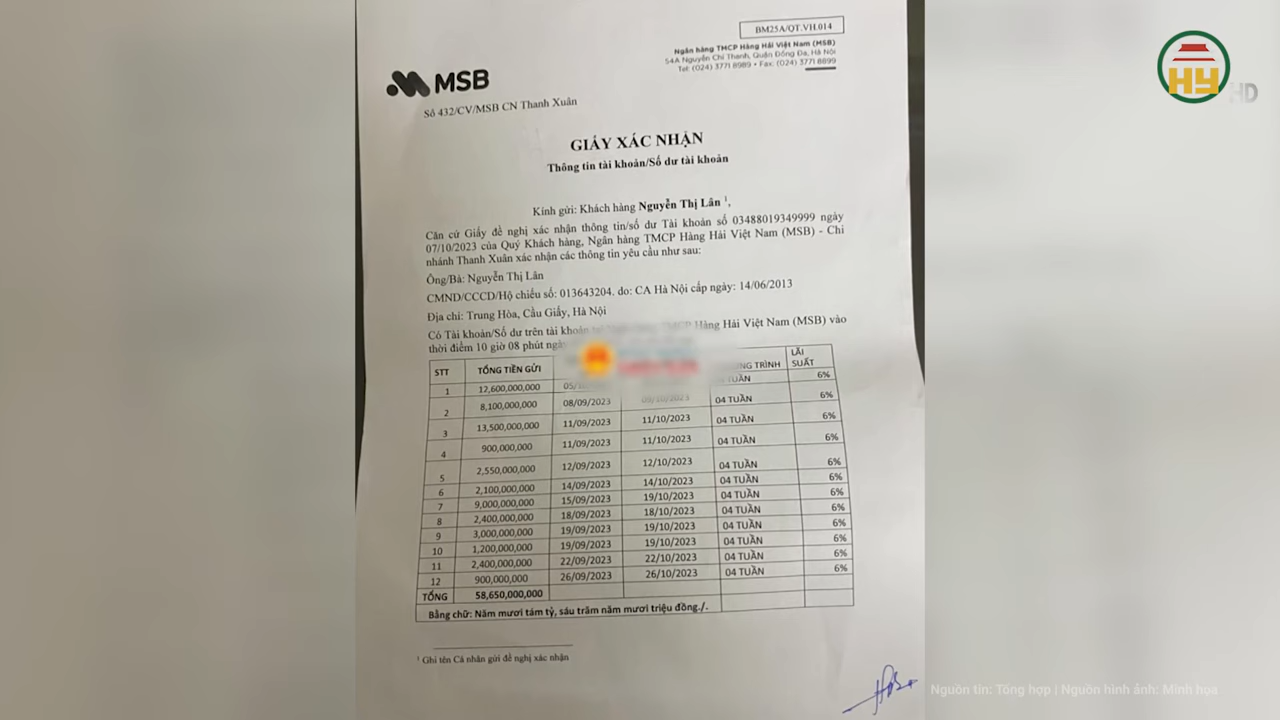 BM25A/QT.VH.014
Ngân hàng TMCP Hàng Hải Việt Nam (MSB)
54A Nguyễn Chí Thanh, Quận Đống Đa, Hà Nội
Tel: (024) 3771 8989 • Fax: (024) 3771 8899
MSB
HY
HD
Số 432/CV/MSB CN Thanh Xuân
GIẤY XÁC NHẬN
Thông tin tài khoản/Số dư tài khoản
Kính gửi: Khách hàng Nguyễn Thị Lân 1,
Căn cứ Giấy đề nghị xác nhận thông tin/số dư Tài khoản số 03488019349999 ngày
07/10/2023 của Quý Khách hàng, Ngân hàng TMCP Hàng Hải Việt Nam (MSB) - Chi
nhánh Thanh Xuân xác nhận các thông tin yêu cầu như sau:
Ông/Bà: Nguyễn Thị Lân
CMND/CCCD/Hộ chiếu số: 013643204. do: CA Hà Nội cấp ngày: 14/06/2013
Địa chỉ: Trung Hòa, Cầu Giấy, Hà Nội
Có Tài khoản/Số dư trên tài khoản TMCP Hàng Hải Việt Nam (MSB) vào
thời điểm 10 giờ 08 phút
STT TỔNG TIỀN GỬI TRÌNH LÃI SUẤT
1 12,600,000,000 TUẦN 6%
2 8,100,000,000 08/09/2023 09/10/2023 04 TUẦN 6%
3 13,500,000,000 11/09/2023 11/10/2023 04 TUẦN 6%
4 900,000,000 11/09/2023 11/10/2023 04 TUẦN 6%
5 2,550,000,000 12/09/2023 12/10/2023 04 TUẦN 6%
6 2,100,000,000 14/09/2023 14/10/2023 04 TUẦN 6%
7 9,000,000,000 15/09/2023 19/10/2023 04 TUẦN 6%
8 2,400,000,000 18/09/2023 18/10/2023 04 TUẦN 6%
9 3,000,000,000 19/09/2023 19/10/2023 04 TUẦN 6%
10 1,200,000,000 19/09/2023 19/10/2023 04 TUẦN 6%
11 2,400,000,000 22/09/2023 22/10/2023 04 TUẦN 6%
12 900,000,000 26/09/2023 26/10/2023 04 TUẦN 6%
TỔNG 58,650,000,000
Bằng chữ: Năm mươi tám tỷ, sáu trăm năm mươi triệu đồng./.
1 Ghi tên Cá nhân gửi đề nghị xác nhận
Nguồn tin: Tổng hợp | Nguồn hình ảnh: Minh họa